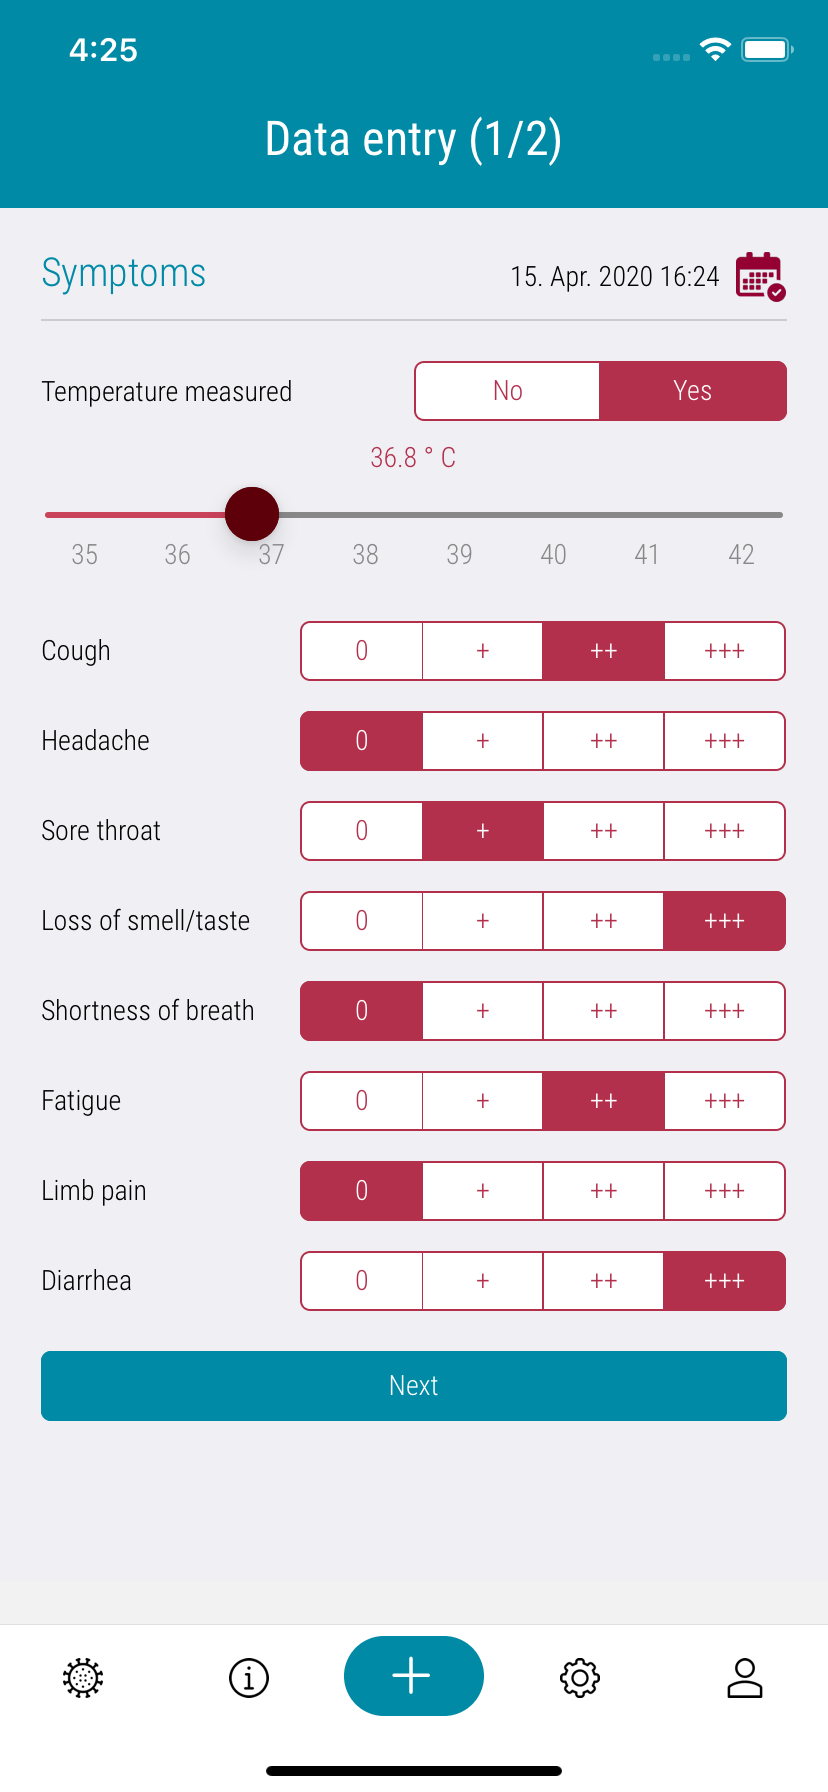 4:25
Data entry (1/2)
Symptoms 15. Apr. 2020 16:24
Temperature measured No Yes
36.8 ° C
35 36 37 38 39 40 41 42
Cough 0 + ++ +++
Headache 0 + ++ +++
Sore throat 0 + ++ +++
Loss of smell/taste 0 + ++ +++
Shortness of breath 0 + ++ +++
Fatigue 0 + ++ +++
Limb pain 0 + ++ +++
Diarrhea 0 + ++ +++
Next